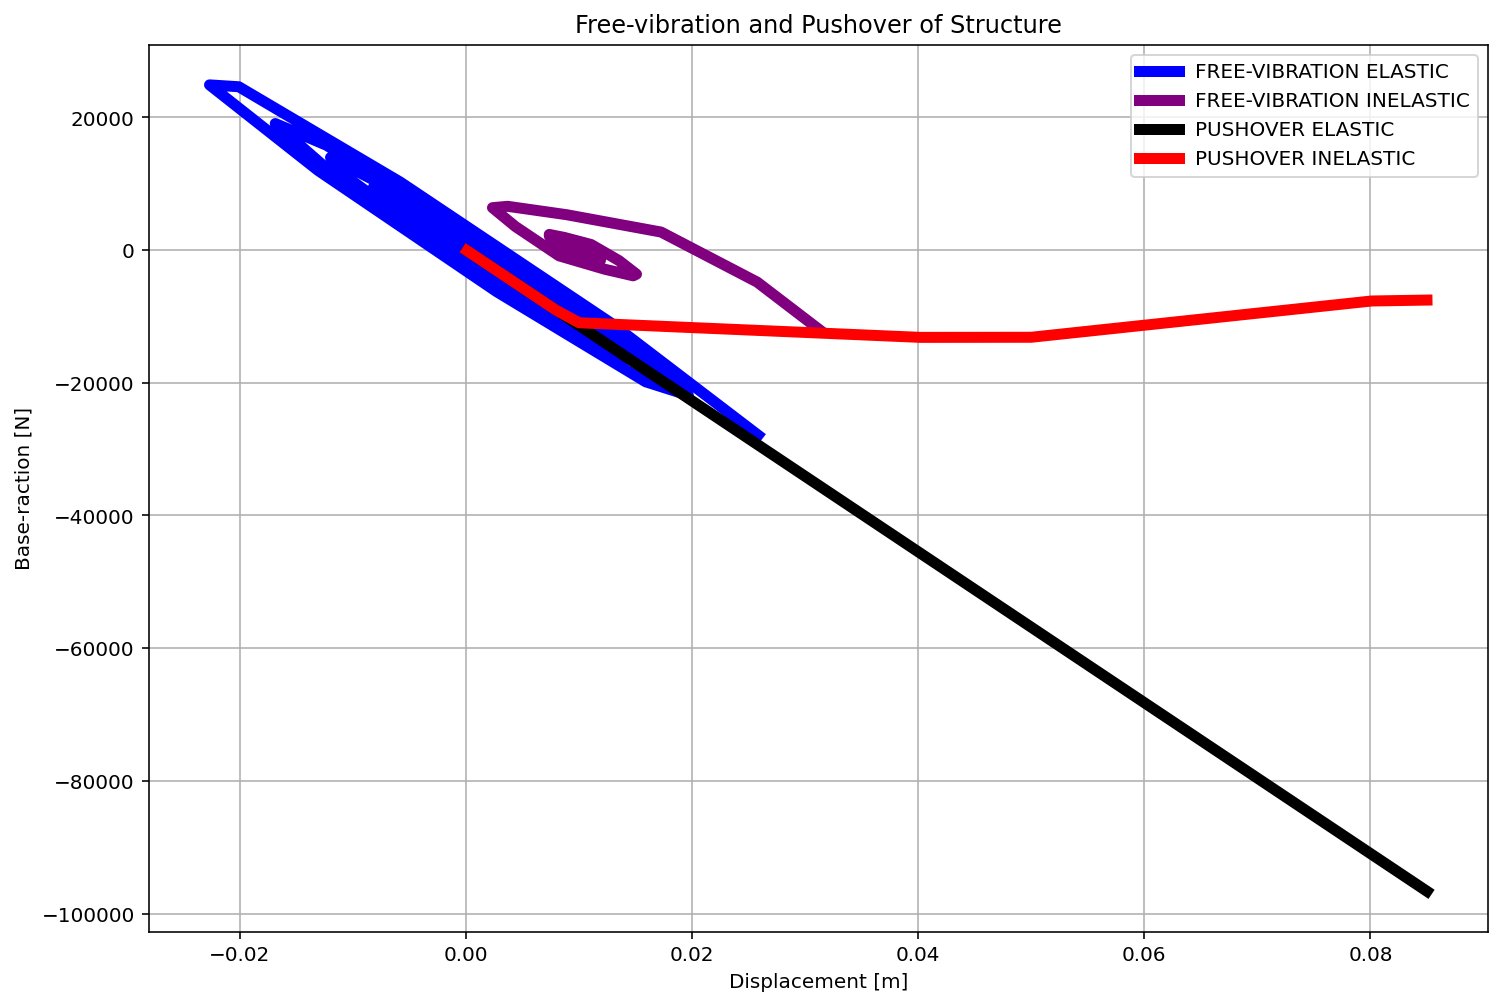 Free-vibration and Pushover of Structure
FREE-VIBRATION ELASTIC
FREE-VIBRATION INELASTIC
PUSHOVER ELASTIC
PUSHOVER INELASTIC
20000
0
−20000
−40000
−60000
−80000
−100000
Base-raction [N]
−0.02
0.00
0.02
0.04
0.06
0.08
Displacement [m]